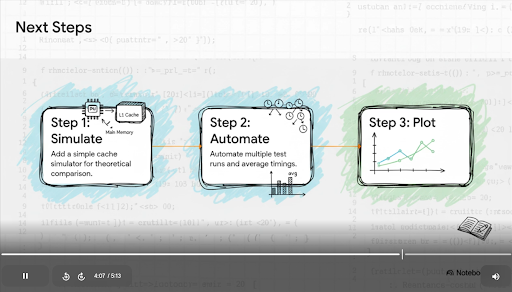 Next Steps
L1 Cache
Main Memory
Step 1:
Simulate
Add a simple cache
simulator for theoretical
comparison.
Step 2:
Automate
Automate multiple test
runs and average timings.
avg
Step 3: Plot
4:07 / 5:13